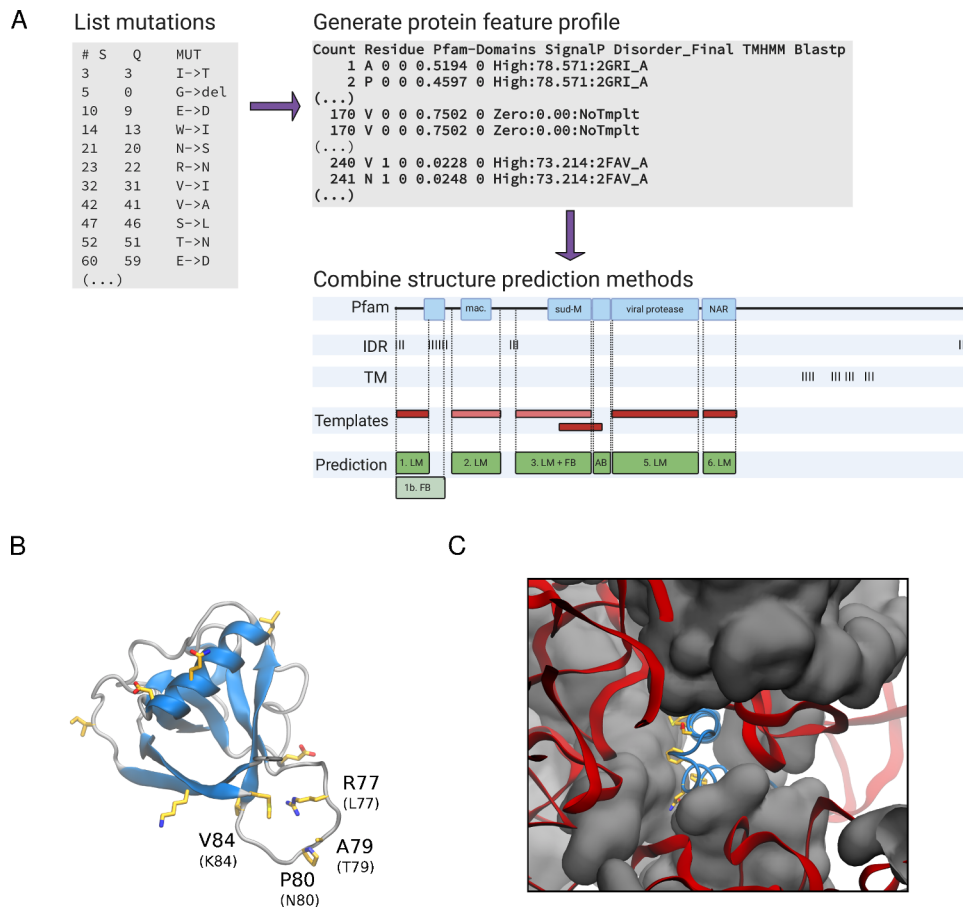 A
List mutations
# S Q MUT
3 3 I->T
5 0 G->del
10 9 E->D
14 13 W->I
21 20 N->S
23 22 R->N
32 31 V->I
42 41 V->A
47 46 S->L
52 51 T->N
60 59 E->D
(...)
Generate protein feature profile
Count Residue Pfam-Domains SignalP Disorder_Final TMHMM Blastp
1 A 0 0 0.5194 0 High:78.571:2GRI_A
2 P 0 0 0.4597 0 High:78.571:2GRI_A
(...)
170 V 0 0 0.7502 0 Zero:0.00:NoTmplt
170 V 0 0 0.7502 0 Zero:0.00:NoTmplt
(...)
240 V 1 0 0.0228 0 High:73.214:2FAV_A
241 N 1 0 0.0248 0 High:73.214:2FAV_A
(...)
Combine structure prediction methods
Pfam mac. sud-M viral protease NAR
IDR
TM
Templates
Prediction 1. LM 2. LM 3. LM + FB AB 5. LM 6. LM
1b. FB
B
R77
(L77)
V84
(K84)
A79
(T79)
P80
(N80)
C